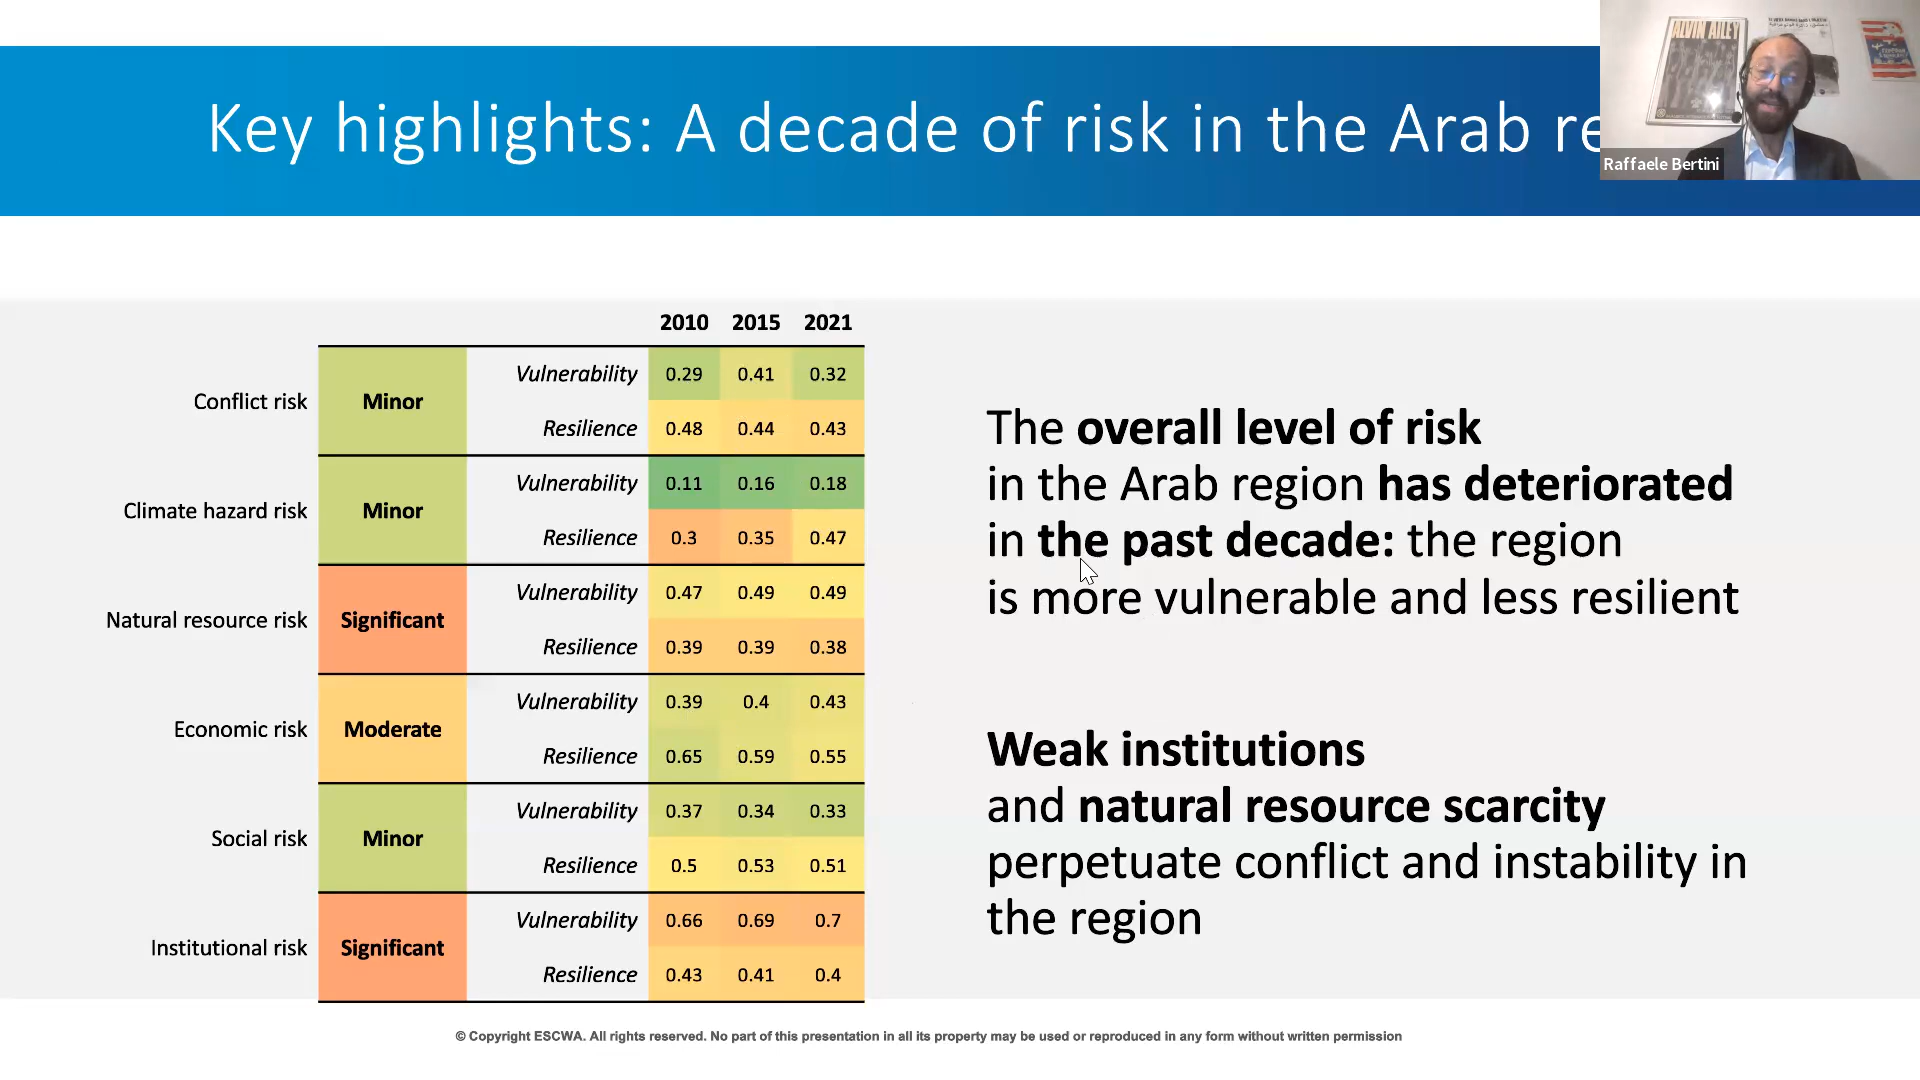 Key highlights: A decade of risk in the Arab re
ALVIN AILEY
Raffaele Bertini
2010 2015 2021
Conflict risk Minor Vulnerability 0.29 0.41 0.32
Resilience 0.48 0.44 0.43
Climate hazard risk Minor Vulnerability 0.11 0.16 0.18
Resilience 0.3 0.35 0.47
Natural resource risk Significant Vulnerability 0.47 0.49 0.49
Resilience 0.39 0.39 0.38
Economic risk Moderate Vulnerability 0.39 0.4 0.43
Resilience 0.65 0.59 0.55
Social risk Minor Vulnerability 0.37 0.34 0.33
Resilience 0.5 0.53 0.51
Institutional risk Significant Vulnerability 0.66 0.69 0.7
Resilience 0.43 0.41 0.4
The overall level of risk
in the Arab region has deteriorated
in the past decade: the region
is more vulnerable and less resilient
Weak institutions
and natural resource scarcity
perpetuate conflict and instability in
the region
© Copyright ESCWA. All rights reserved. No part of this presentation in all its property may be used or reproduced in any form without written permission